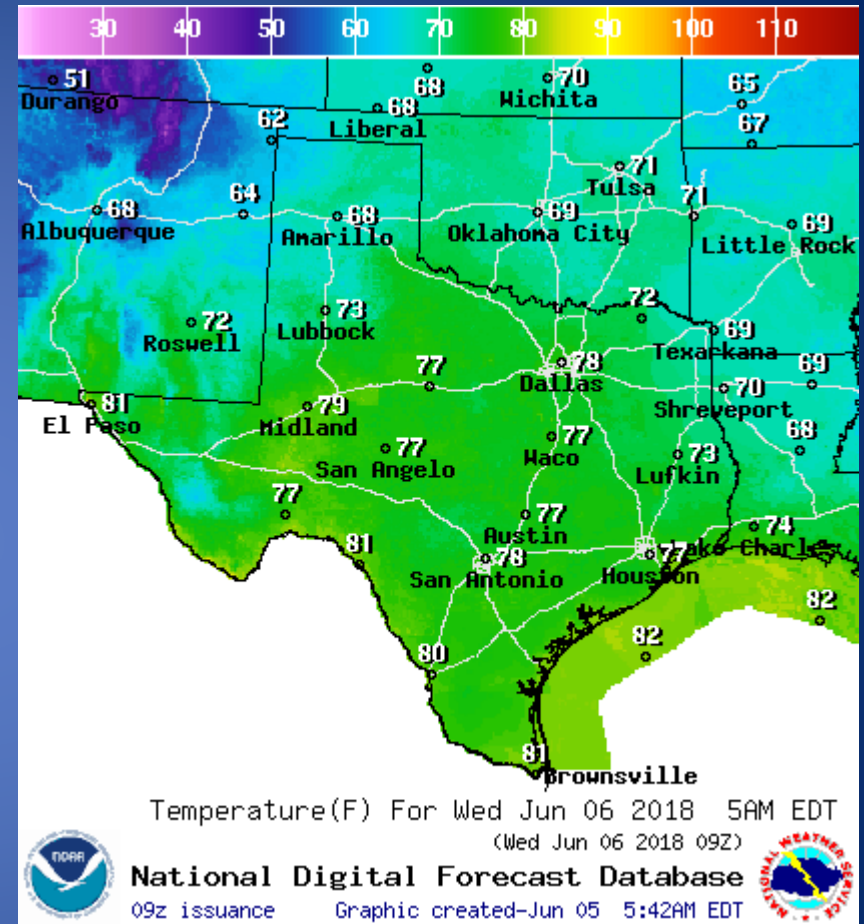 30 40 50 60 70 80 90 100 110
51
Durango
68
70
Wichita
65
68
Liberal
62
67
71
Tulsa
68
Albuquerque
64
68
Amarillo
69
Oklahoma City
71
69
Little Rock
72
Roswell
73
Lubbock
72
69
Texarkana
78
Dallas
77
70
Shreveport
69
81
El Paso
79
Midland
77
San Angelo
77
Waco
73
Lufkin
68
77
81
77
Austin
78
San Antonio
77
Houston
74
Lake Charles
82
82
80
81
Brownsville
Temperature(F) For Wed Jun 06 2018 5AM EDT
(Wed Jun 06 2018 09Z)
NOAA
National Digital Forecast Database
09z issuance Graphic created-Jun 05 5:42AM EDT
NATIONAL WEATHER SERVICE